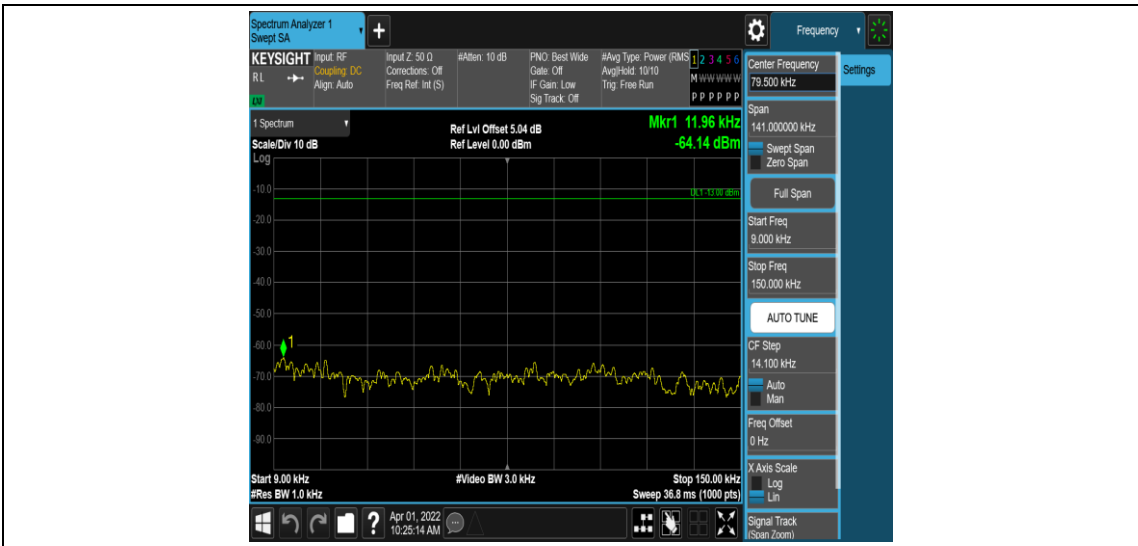 Spectrum Analyzer 1
Swept SA
+
Frequency
KEYSIGHT
RL
Input: RF
Coupling: DC
Align: Auto
Input Z: 50 Ω
Corrections: Off
Freq Ref: Int (S)
#Atten: 10 dB
PNO: Best Wide
Gate: Off
IF Gain: Low
Sig Track: Off
#Avg Type: Power (RMS
Avg|Hold: 10/10
Trig: Free Run
1 2 3 4 5 6
M W W W W W
P P P P P P
1 Spectrum
Scale/Div 10 dB
Log
Ref Lvl Offset 5.04 dB
Ref Level 0.00 dBm
Mkr1 11.96 kHz
-64.14 dBm
DL1 -13.00 dBm
-10.0
-20.0
-30.0
-40.0
-50.0
-60.0
-70.0
-80.0
-90.0
1
Start 9.00 kHz
#Res BW 1.0 kHz
#Video BW 3.0 kHz
Stop 150.00 kHz
Sweep 36.8 ms (1000 pts)
Center Frequency
79.500 kHz
Settings
Span
141.000000 kHz
Swept Span
Zero Span
Full Span
Start Freq
9.000 kHz
Stop Freq
150.000 kHz
AUTO TUNE
CF Step
14.100 kHz
Auto
Man
Freq Offset
0 Hz
X Axis Scale
Log
Lin
Signal Track
(Span Zoom)
?
Apr 01, 2022
10:25:14 AM